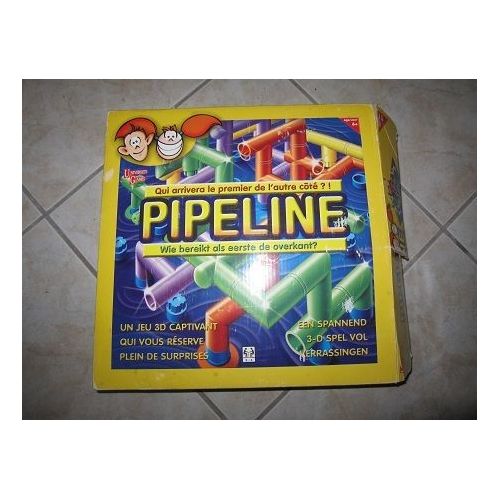 Qui arrivera le premier de l'autre côté ? !
PIPELINE
Wie bereikt als eerste de overkant?
UN JEU 3D CAPTIVANT
QUI VOUS RÉSERVE
PLEIN DE SURPRISES
EEN SPANNEND
3-D SPEL VOL
VERRASSINGEN